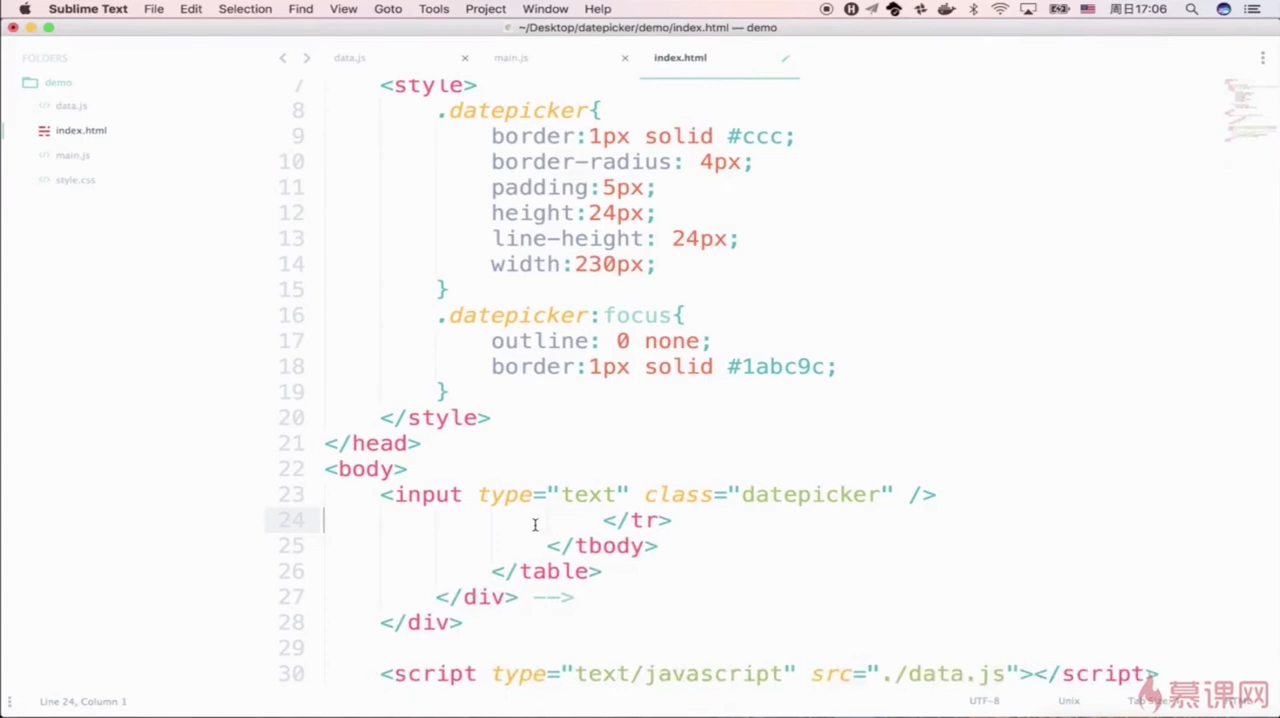 Sublime Text File Edit Selection Find View Goto Tools Project Window Help 周日17:06
~/Desktop/datepicker/demo/index.html — demo
FOLDERS
demo
data.js
index.html
main.js
style.css
data.js × main.js × index.html
7 <style>
8 .datepicker{
9 border:1px solid #ccc;
10 border-radius: 4px;
11 padding:5px;
12 height:24px;
13 line-height: 24px;
14 width:230px;
15 }
16 .datepicker:focus{
17 outline: 0 none;
18 border:1px solid #1abc9c;
19 }
20 </style>
21 </head>
22 <body>
23 <input type="text" class="datepicker" />
24 </tr>
25 </tbody>
26 </table>
27 </div> -->
28 </div>
29
30 <script type="text/javascript" src="./data.js"></script>
Line 24, Column 1 UTF-8 Unix
慕课网